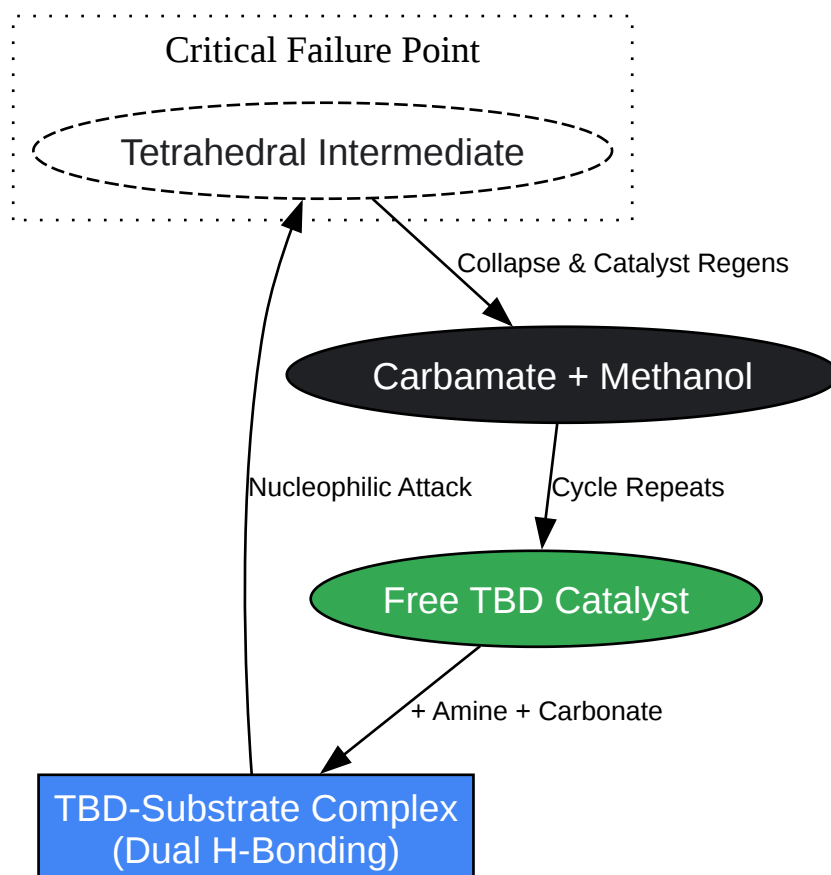 Critical Failure Point
Tetrahedral Intermediate
Collapse & Catalyst Regens
Carbamate + Methanol
Nucleophilic Attack
Cycle Repeats
Free TBD Catalyst
+ Amine + Carbonate
TBD-Substrate Complex
(Dual H-Bonding)